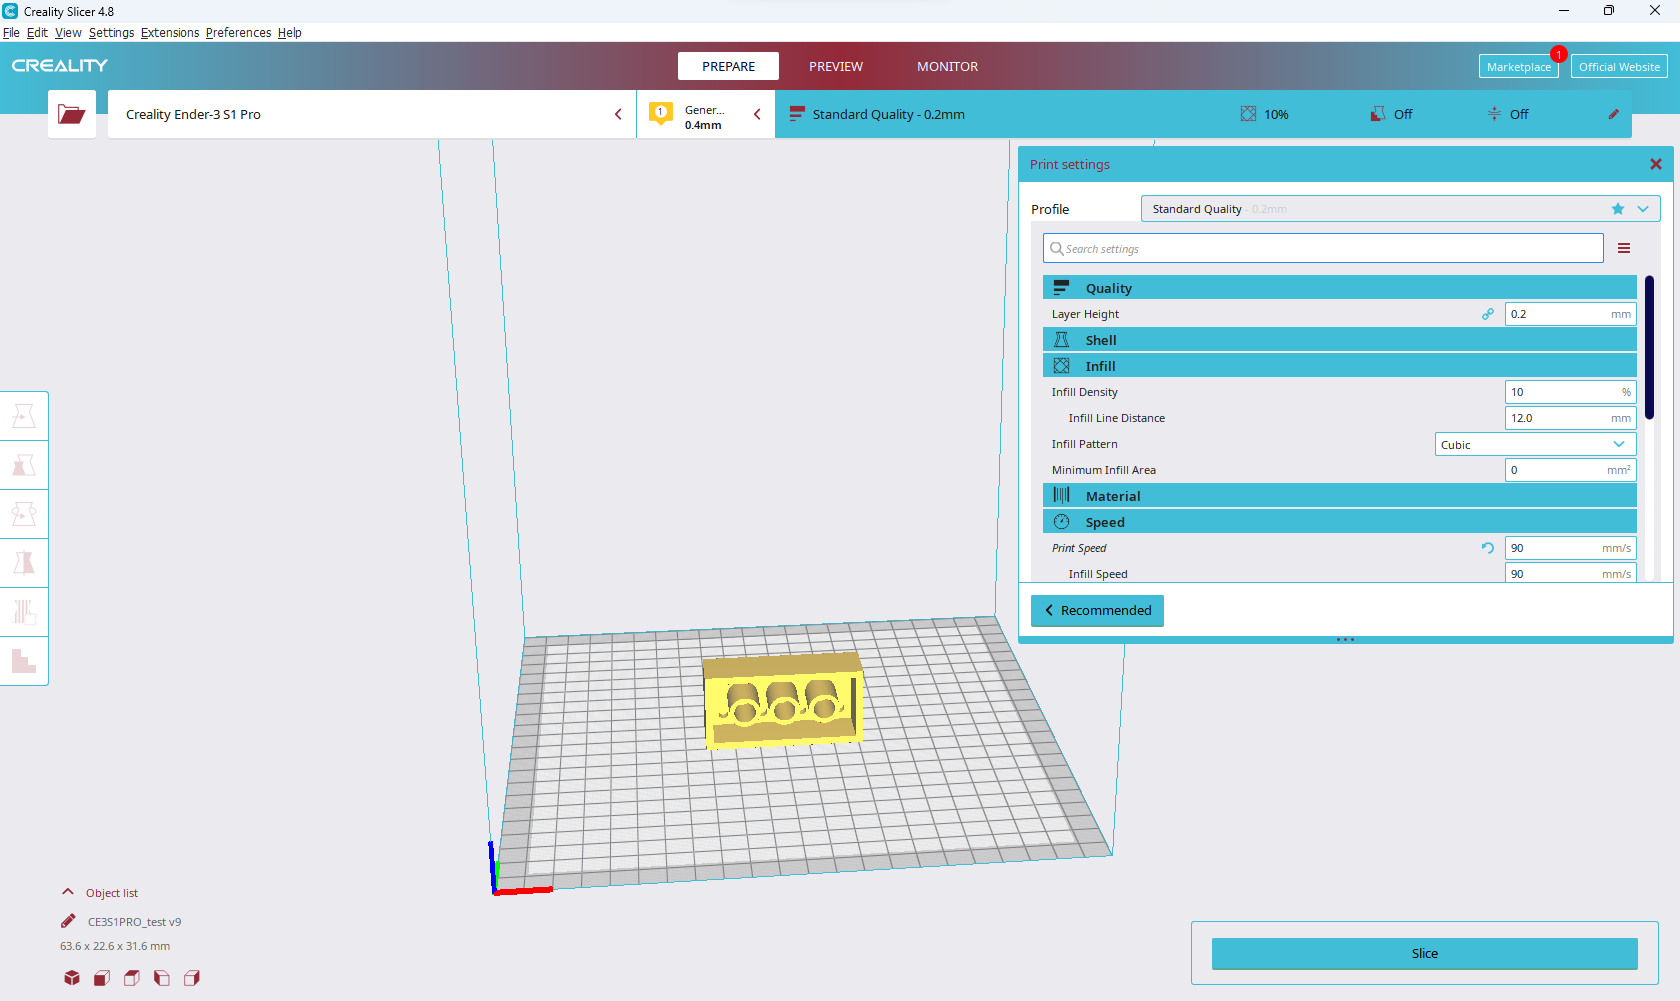 Creality Slicer 4.8
File Edit View Settings Extensions Preferences Help
CREALITY
PREPARE
PREVIEW
MONITOR
Marketplace
1
Official Website
Creality Ender-3 S1 Pro
1
Gener...
0.4mm
Standard Quality - 0.2mm
10%
Off
Off
Print settings
Profile
Standard Quality - 0.2mm
Search settings
Quality
Layer Height
0.2 mm
Shell
Infill
Infill Density
10 %
Infill Line Distance
12.0 mm
Infill Pattern
Cubic
Minimum Infill Area
0 mm²
Material
Speed
Print Speed
90 mm/s
Infill Speed
90 mm/s
Recommended
Object list
CE3S1PRO_test v9
63.6 x 22.6 x 31.6 mm
Slice